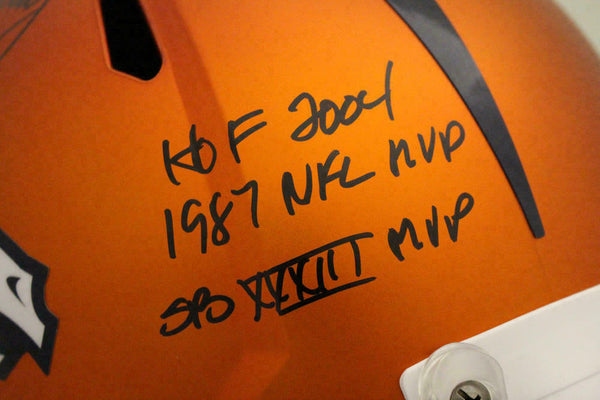 HOF 2004
1987 NFL MVP
SB XXXIII MVP